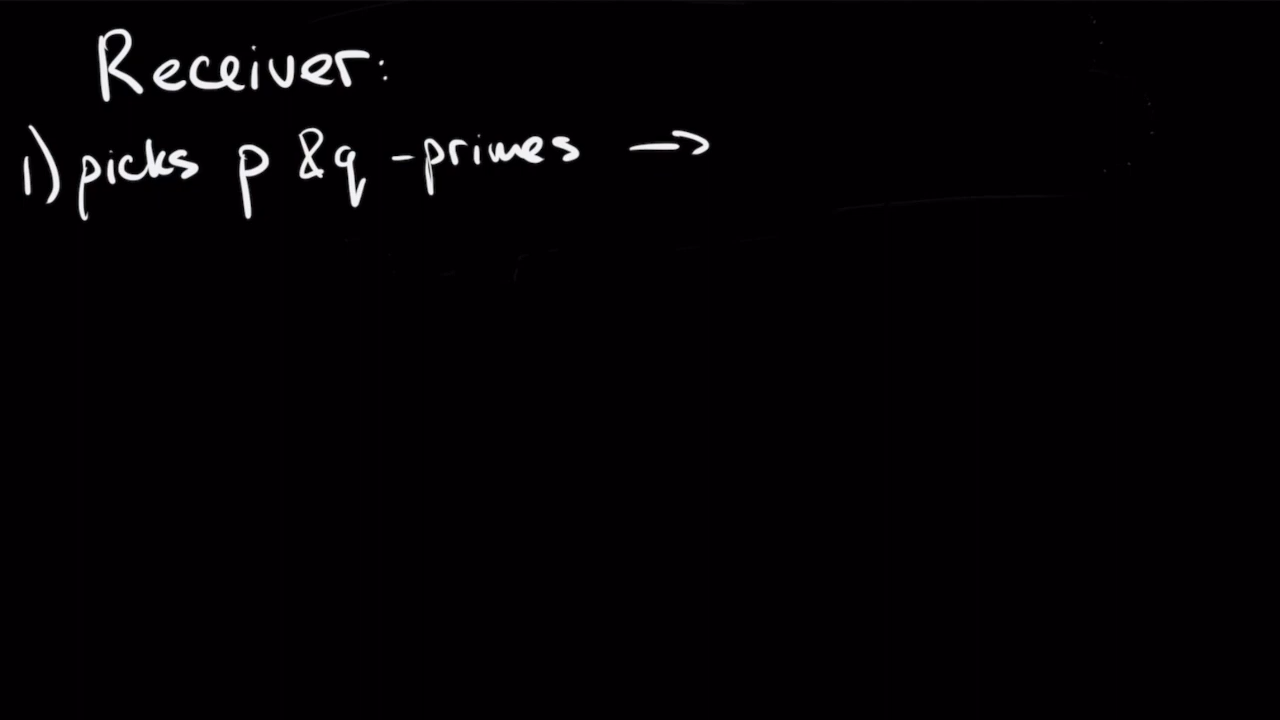 Receiver:
1) picks p & q - primes →